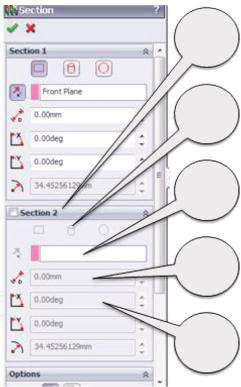 Section ?
Section 1
Front Plane
0.00mm
0.00deg
0.00deg
34.45256129mm
Section 2
0.00mm
0.00deg
0.00deg
34.45256129mm
Options